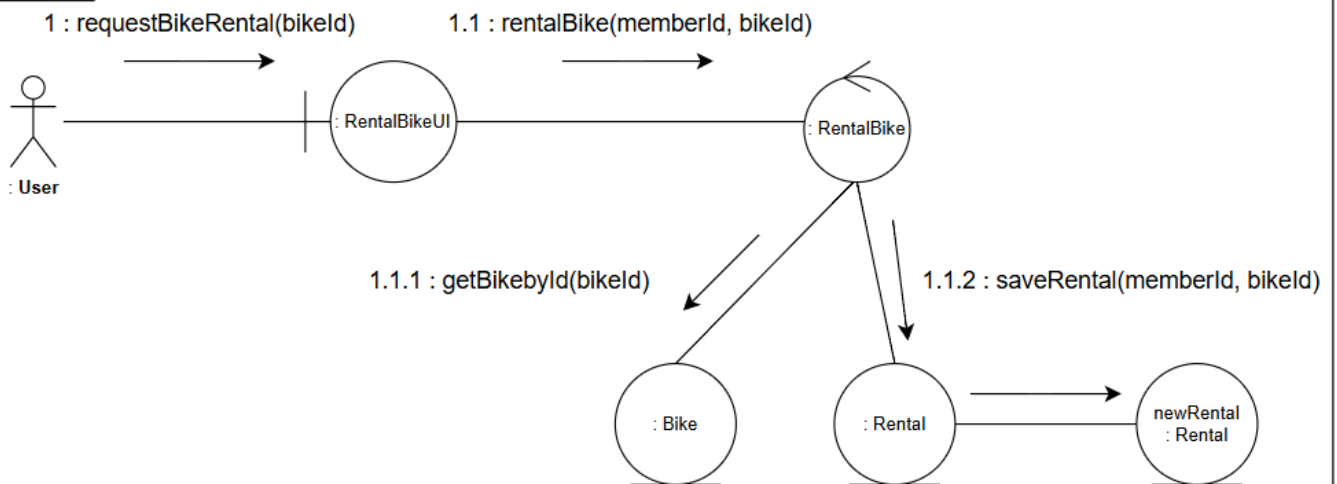 1 : requestBikeRental(bikeId)
1.1 : rentalBike(memberId, bikeId)
: RentalBikeUI
: RentalBike
: User
1.1.1 : getBikebyId(bikeId)
1.1.2 : saveRental(memberId, bikeId)
: Bike
: Rental
newRental
: Rental